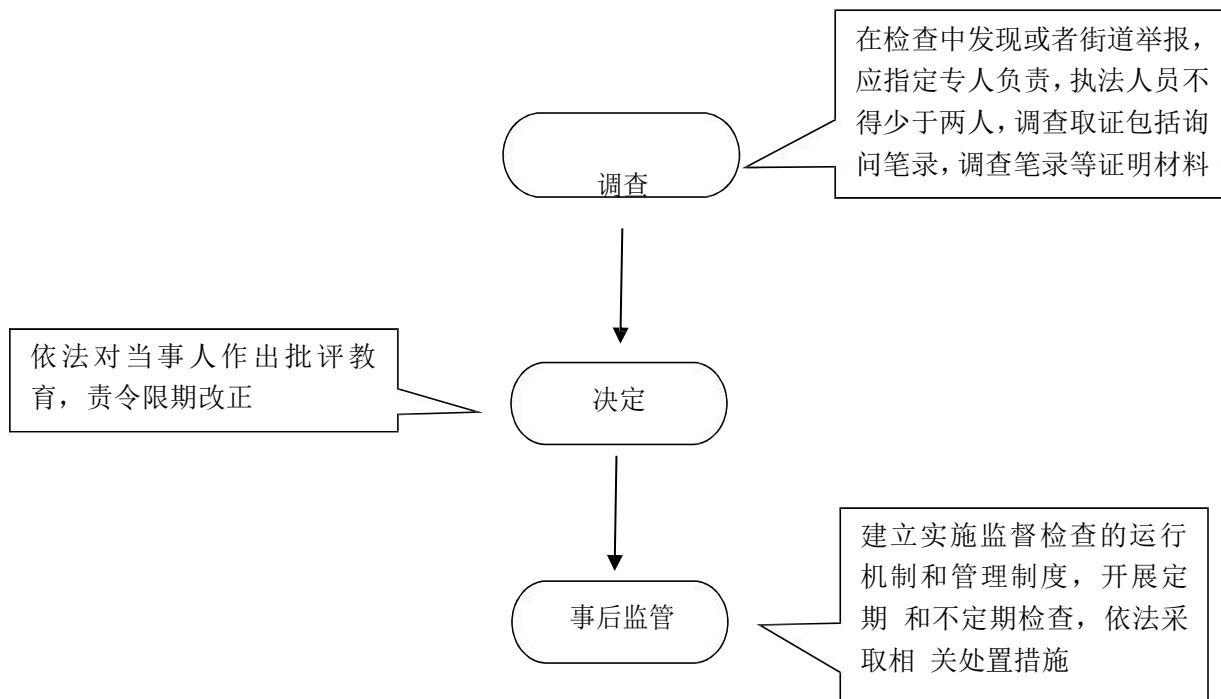 在检查中发现或者街道举报，
应指定专人负责，执法人员不
得少于两人，调查取证包括询
问笔录，调查笔录等证明材料
调查
依法对当事人作出批评教
育，责令限期改正
决定
建立实施监督检查的运行
机制和管理制度，开展定
期 和不定期检查，依法采
取相 关处置措施
事后监管